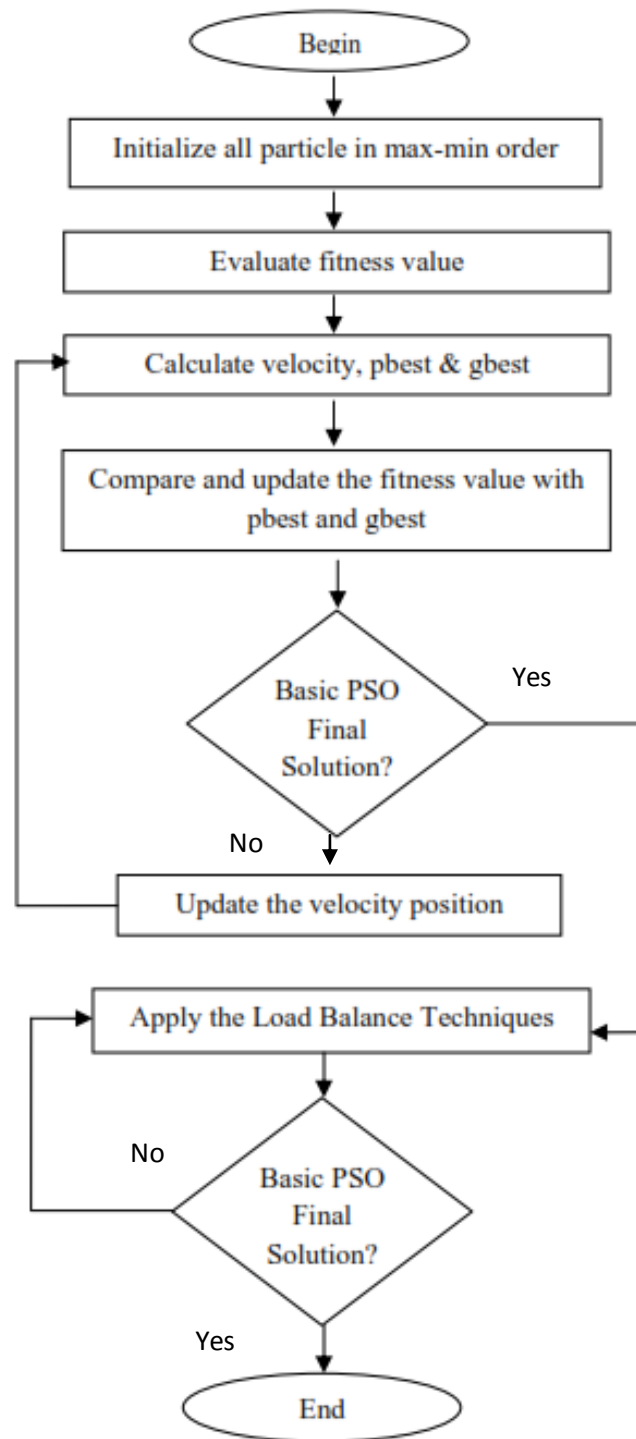 Begin
Initialize all particle in max-min order
Evaluate fitness value
Calculate velocity, pbest & gbest
Compare and update the fitness value with
pbest and gbest
Basic PSO
Final
Solution?
Yes
No
Update the velocity position
Apply the Load Balance Techniques
No
Basic PSO
Final
Solution?
Yes
End